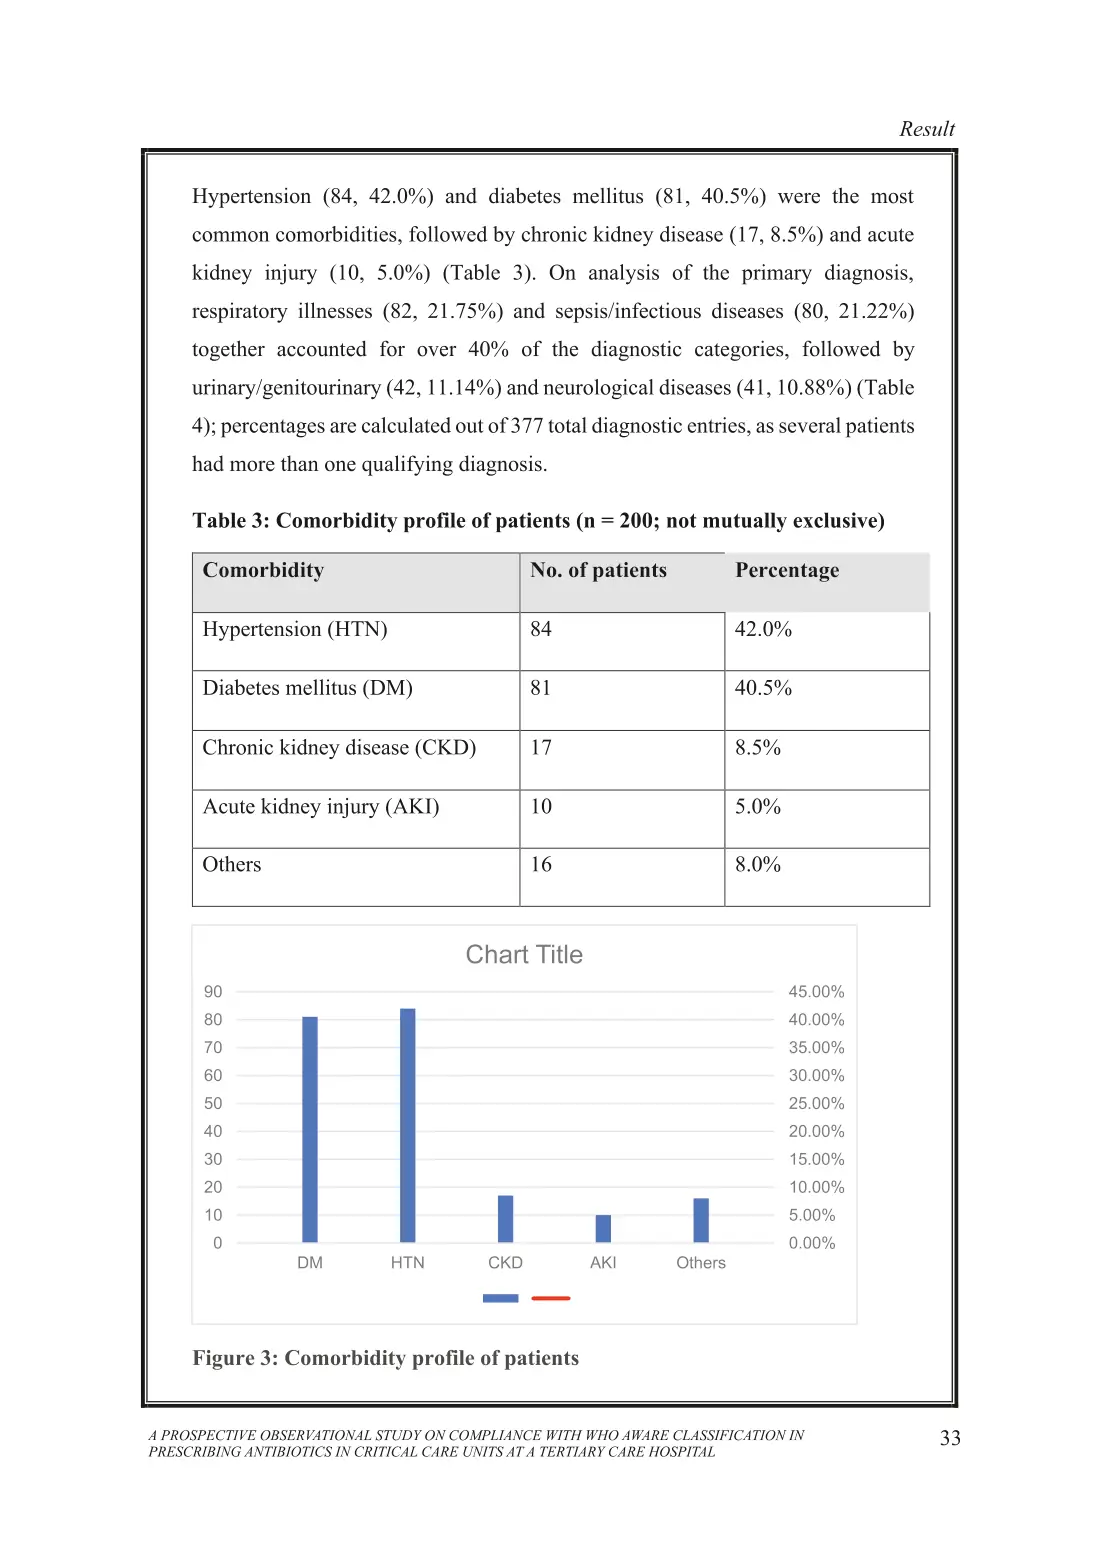 Result
Hypertension (84, 42.0%) and diabetes mellitus (81, 40.5%) were the most
common comorbidities, followed by chronic kidney disease (17, 8.5%) and acute
kidney injury (10, 5.0%) (Table 3). On analysis of the primary diagnosis,
respiratory illnesses (82, 21.75%) and sepsis/infectious diseases (80, 21.22%)
together accounted for over 40% of the diagnostic categories, followed by
urinary/genitourinary (42, 11.14%) and neurological diseases (41, 10.88%) (Table
4); percentages are calculated out of 377 total diagnostic entries, as several patients
had more than one qualifying diagnosis.
Table 3: Comorbidity profile of patients (n = 200; not mutually exclusive)
Comorbidity No. of patients Percentage
Hypertension (HTN) 84 42.0%
Diabetes mellitus (DM) 81 40.5%
Chronic kidney disease (CKD) 17 8.5%
Acute kidney injury (AKI) 10 5.0%
Others 16 8.0%
Chart Title
90 45.00%
80 40.00%
70 35.00%
60 30.00%
50 25.00%
40 20.00%
30 15.00%
20 10.00%
10 5.00%
0 0.00%
DM HTN CKD AKI Others
Figure 3: Comorbidity profile of patients
A PROSPECTIVE OBSERVATIONAL STUDY ON COMPLIANCE WITH WHO AWARE CLASSIFICATION IN
PRESCRIBING ANTIBIOTICS IN CRITICAL CARE UNITS AT A TERTIARY CARE HOSPITAL
33